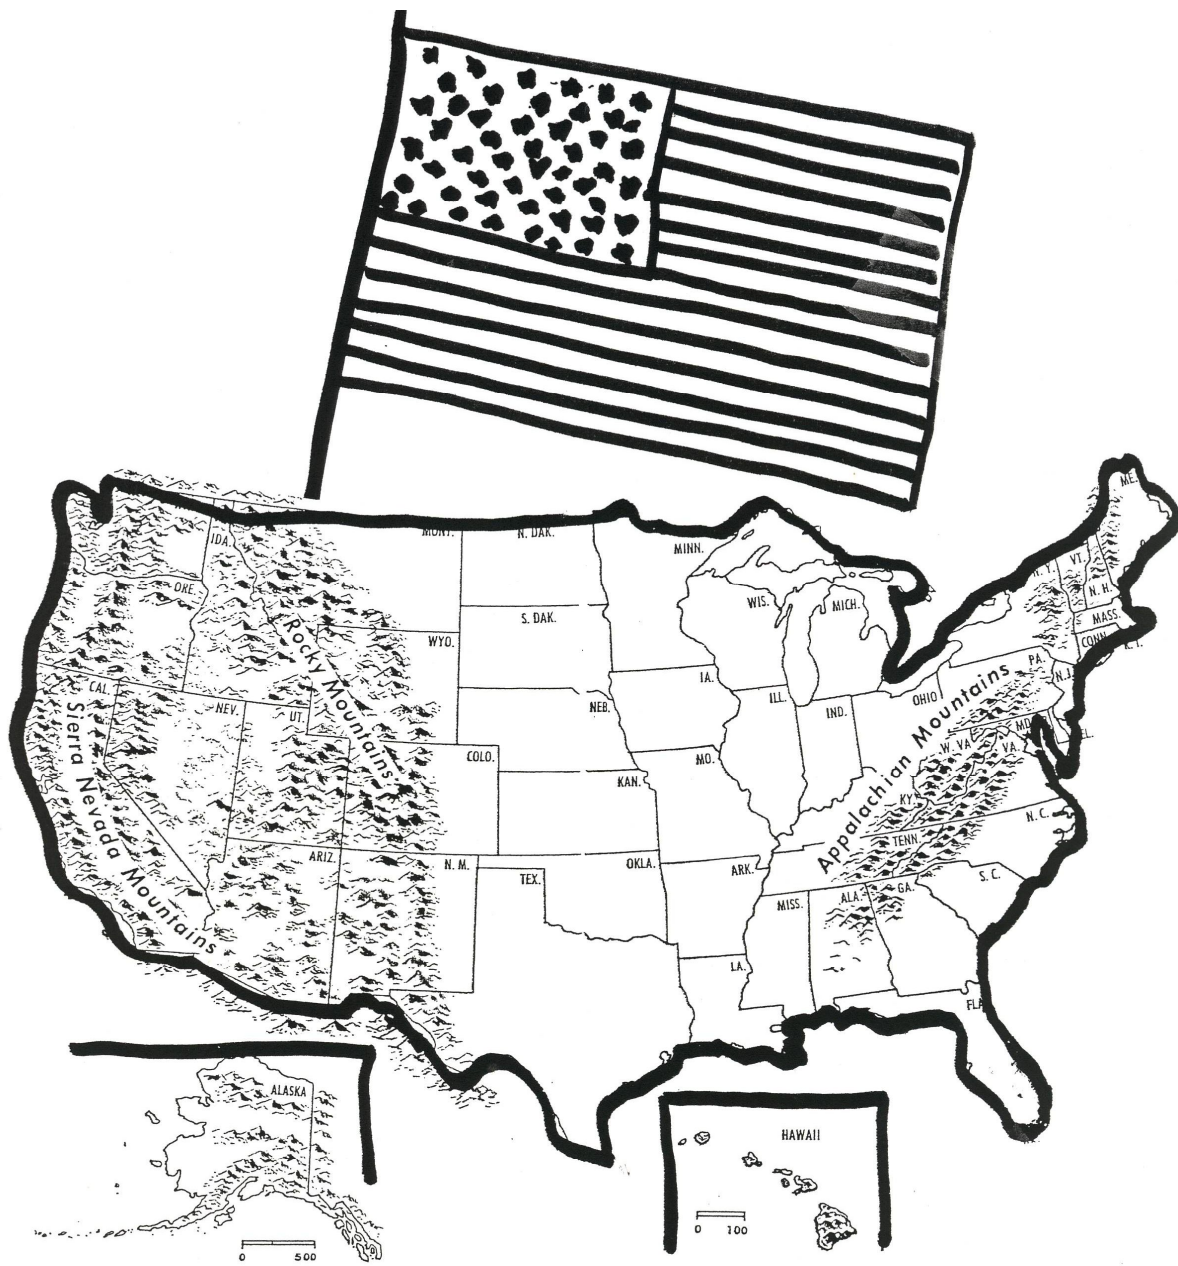 ME.
MONT.
N. DAK.
MINN.
VT.
IDA.
N. H.
ORE.
WIS.
MICH.
MASS.
S. DAK.
WYO.
CONN.
R. I.
Rocky Mountains
PA.
IA.
N.J.
CAL.
OHIO
NEV.
NEB.
ILL.
IND.
UT.
MD.
Sierra Nevada Mountains
Appalachian Mountains
W. VA.
VA.
COLO.
MO.
KAN.
KY.
N. C.
TENN.
ARIZ.
N. M.
OKLA.
ARK.
TEX.
S. C.
MISS.
ALA.
GA.
LA.
FLA
ALASKA
0 500
HAWAII
0 100